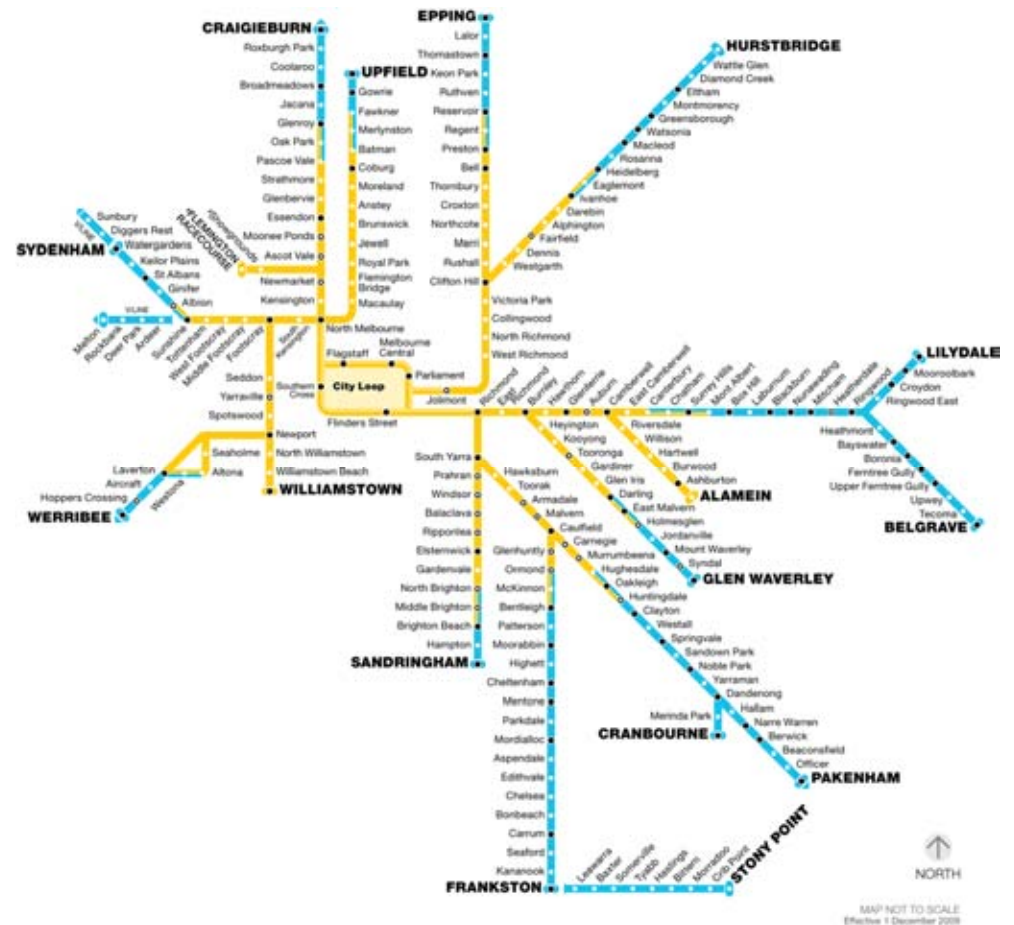 CRAIGIEBURN
Roxburgh Park
Coolaroo
Broadmeadows
Jacana
Glenroy
Oak Park
Pascoe Vale
Strathmore
Glenbervie
Essendon
Moonee Ponds
Ascot Vale
Newmarket
Kensington
UPFIELD
Gowrie
Fawkner
Merlynston
Batman
Coburg
Moreland
Anstey
Brunswick
Jewell
Royal Park
Flemington
Bridge
Macaulay
EPPING
Lalor
Thomastown
Keon Park
Ruthven
Reservoir
Regent
Preston
Bell
Thornbury
Croxton
Northcote
Merri
Rushall
Clifton Hill
Victoria Park
Collingwood
North Richmond
West Richmond
HURSTBRIDGE
Wattle Glen
Diamond Creek
Eltham
Montmorency
Greensborough
Watsonia
Macleod
Rosanna
Heidelberg
Eaglemont
Ivanhoe
Darebin
Alphington
Fairfield
Dennis
Westgarth
•Showgrounds
•FLEMINGTON
RACECOURSE
Sunbury
Diggers Rest
V/LINE
SYDENHAM
Watergardens
Keilor Plains
St Albans
Ginifer
Albion
V/LINE
Melton
Rockbank
Deer Park
Ardeer
Sunshine
Tottenham
West Footscray
Middle Footscray
Footscray
South
Kensington
North Melbourne
Flagstaff
Melbourne
Central
Parliament
Jolimont
City Loop
Southern
Cross
Flinders Street
Seddon
Yarraville
Spotswood
Newport
North Williamstown
Williamstown Beach
WILLIAMSTOWN
Seaholme
Altona
Westona
Laverton
Aircraft
Hoppers Crossing
WERRIBEE
Richmond
East Richmond
Burnley
Hawthorn
Glenferrie
Auburn
Camberwell
East Camberwell
Canterbury
Chatham
Surrey Hills
Mont Albert
Box Hill
Laburnum
Blackburn
Nunawading
Mitcham
Heatherdale
Ringwood
LILYDALE
Mooroolbark
Croydon
Ringwood East
Heathmont
Bayswater
Boronia
Ferntree Gully
Upper Ferntree Gully
Upwey
Tecoma
BELGRAVE
Riversdale
Willison
Hartwell
Burwood
Ashburton
ALAMEIN
Heyington
Kooyong
Tooronga
Gardiner
Glen Iris
Darling
East Malvern
Holmesglen
Jordanville
Mount Waverley
Syndal
GLEN WAVERLEY
South Yarra
Prahran
Windsor
Balaclava
Ripponlea
Elsternwick
Gardenvale
North Brighton
Middle Brighton
Brighton Beach
Hampton
SANDRINGHAM
Hawksburn
Toorak
Armadale
Malvern
Caulfield
Carnegie
Murrumbeena
Hughesdale
Oakleigh
Huntingdale
Clayton
Westall
Springvale
Sandown Park
Noble Park
Yarraman
Dandenong
Hallam
Narre Warren
Berwick
Beaconsfield
Officer
PAKENHAM
Merinda Park
CRANBOURNE
Glenhuntly
Ormond
McKinnon
Bentleigh
Patterson
Moorabbin
Highett
Cheltenham
Mentone
Parkdale
Mordialloc
Aspendale
Edithvale
Chelsea
Bonbeach
Carrum
Seaford
Kananook
FRANKSTON
Leawarra
Baxter
Somerville
Tyabb
Hastings
Bittern
Morradoo
Crib Point
STONY POINT
NORTH
MAP NOT TO SCALE